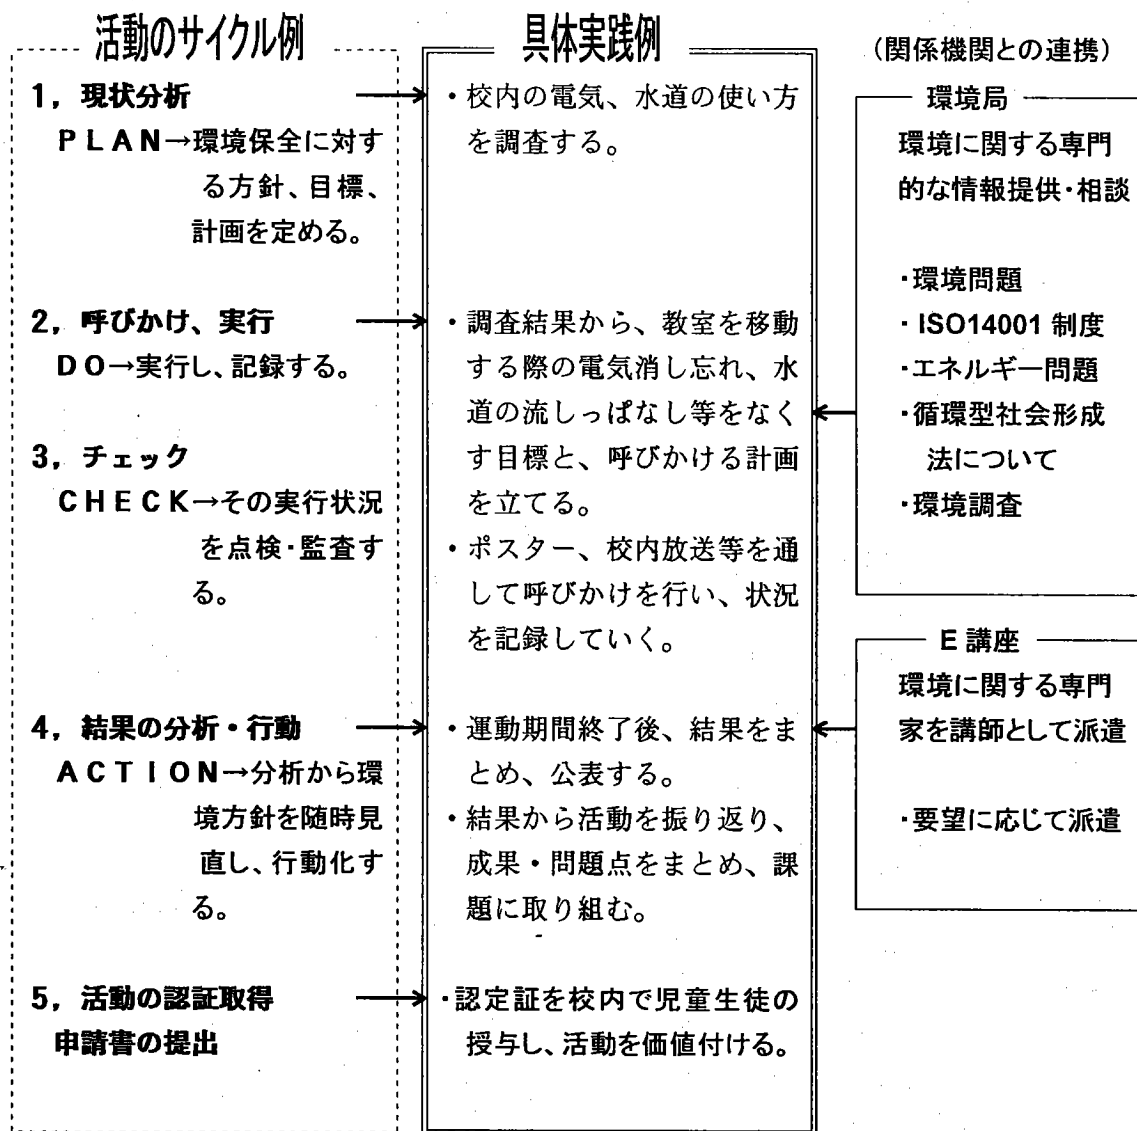 活動のサイクル例
1，現状分析
ＰＬＡＮ→環境保全に対す
る方針、目標、
計画を定める。
2，呼びかけ、実行
ＤＯ→実行し、記録する。
3，チェック
ＣＨＥＣＫ→その実行状況
を点検･監査す
る。
4，結果の分析・行動
ＡＣＴＩＯＮ→分析から環
境方針を随時見
直し、行動化す
る。
5，活動の認証取得
申請書の提出
具体実践例
・校内の電気、水道の使い方
を調査する。
・調査結果から、教室を移動
する際の電気消し忘れ、水
道の流しっぱなし等をなく
す目標と、呼びかける計画
を立てる。
・ポスター、校内放送等を通
して呼びかけを行い、状況
を記録していく。
・運動期間終了後、結果をま
とめ、公表する。
・結果から活動を振り返り、
成果・問題点をまとめ、課
題に取り組む。
・認定証を校内で児童生徒の
授与し、活動を価値付ける。
（関係機関との連携）
環境局
環境に関する専門
的な情報提供･相談
･環境問題
･ISO14001 制度
･エネルギー問題
･循環型社会形成
法について
･環境調査
E 講座
環境に関する専門
家を講師として派遣
･要望に応じて派遣